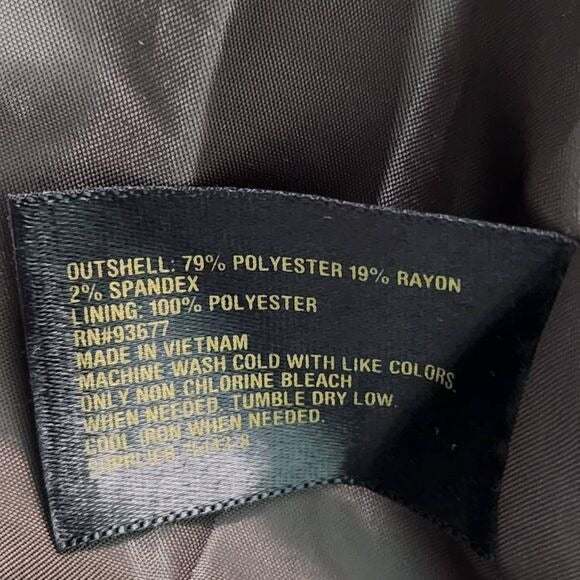 OUTSHELL: 79% POLYESTER 19% RAYON
2% SPANDEX
LINING: 100% POLYESTER
RN#93677
MADE IN VIETNAM
MACHINE WASH COLD WITH LIKE COLORS.
ONLY NON CHLORINE BLEACH
WHEN NEEDED. TUMBLE DRY LOW.
COOL IRON WHEN NEEDED.
SUPPLIER